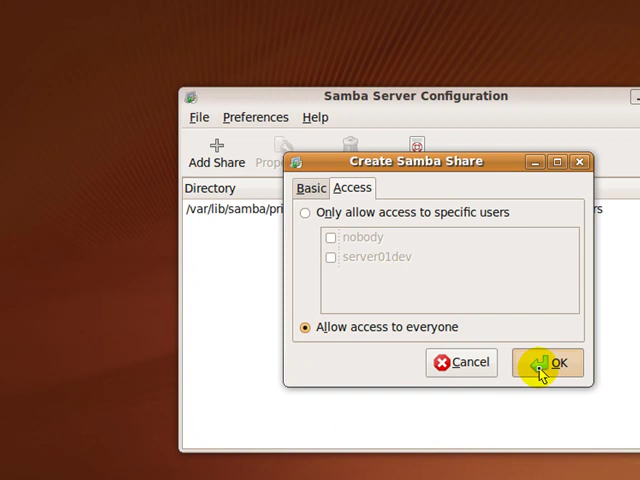 Samba Server Configuration
File Preferences Help
Add Share
Create Samba Share
Basic Access
Directory
Only allow access to specific users
/var/lib/samba/pri
nobody
server01dev
Allow access to everyone
Cancel OK